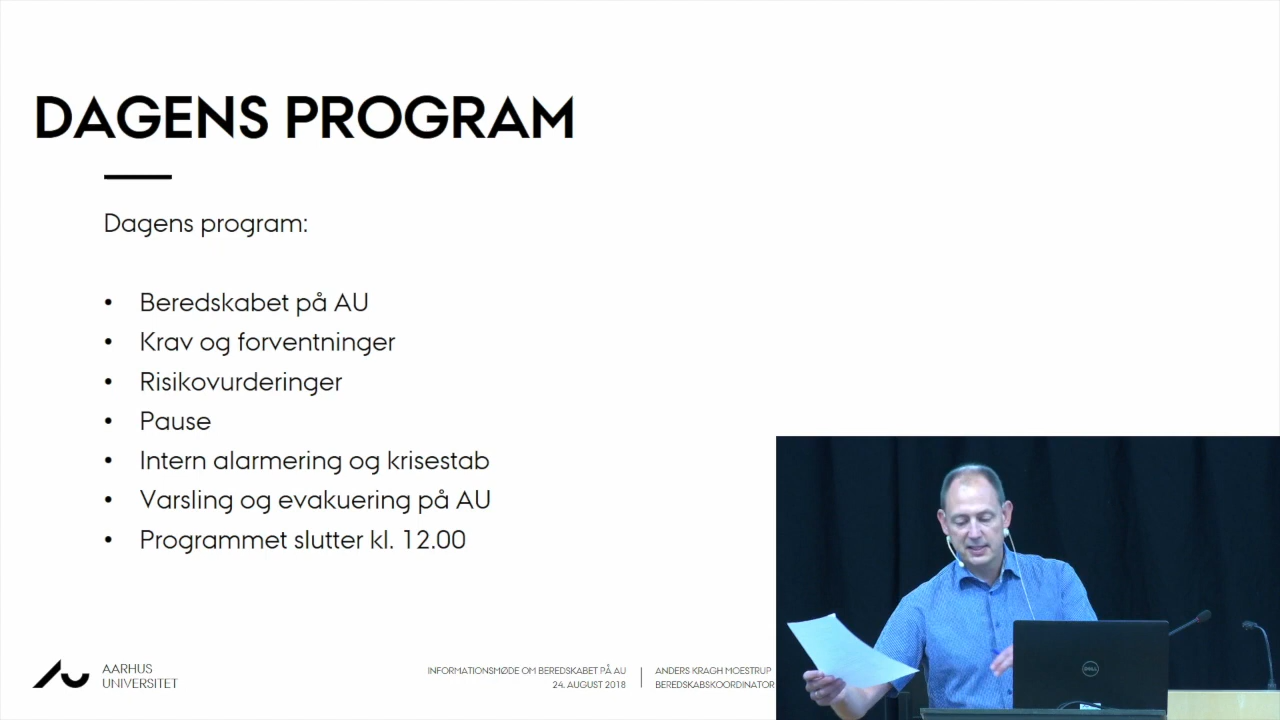 DAGENS PROGRAM
Dagens program:
• Beredskabet på AU
• Krav og forventninger
• Risikovurderinger
• Pause
• Intern alarmering og krisestab
• Varsling og evakuering på AU
• Programmet slutter kl. 12.00
AARHUS
UNIVERSITET
INFORMATIONSMØDE OM BEREDSKABET PÅ AU
24. AUGUST 2018
ANDERS KRAGH MOESTRUP
BEREDSKABSKOORDINATOR
DELL